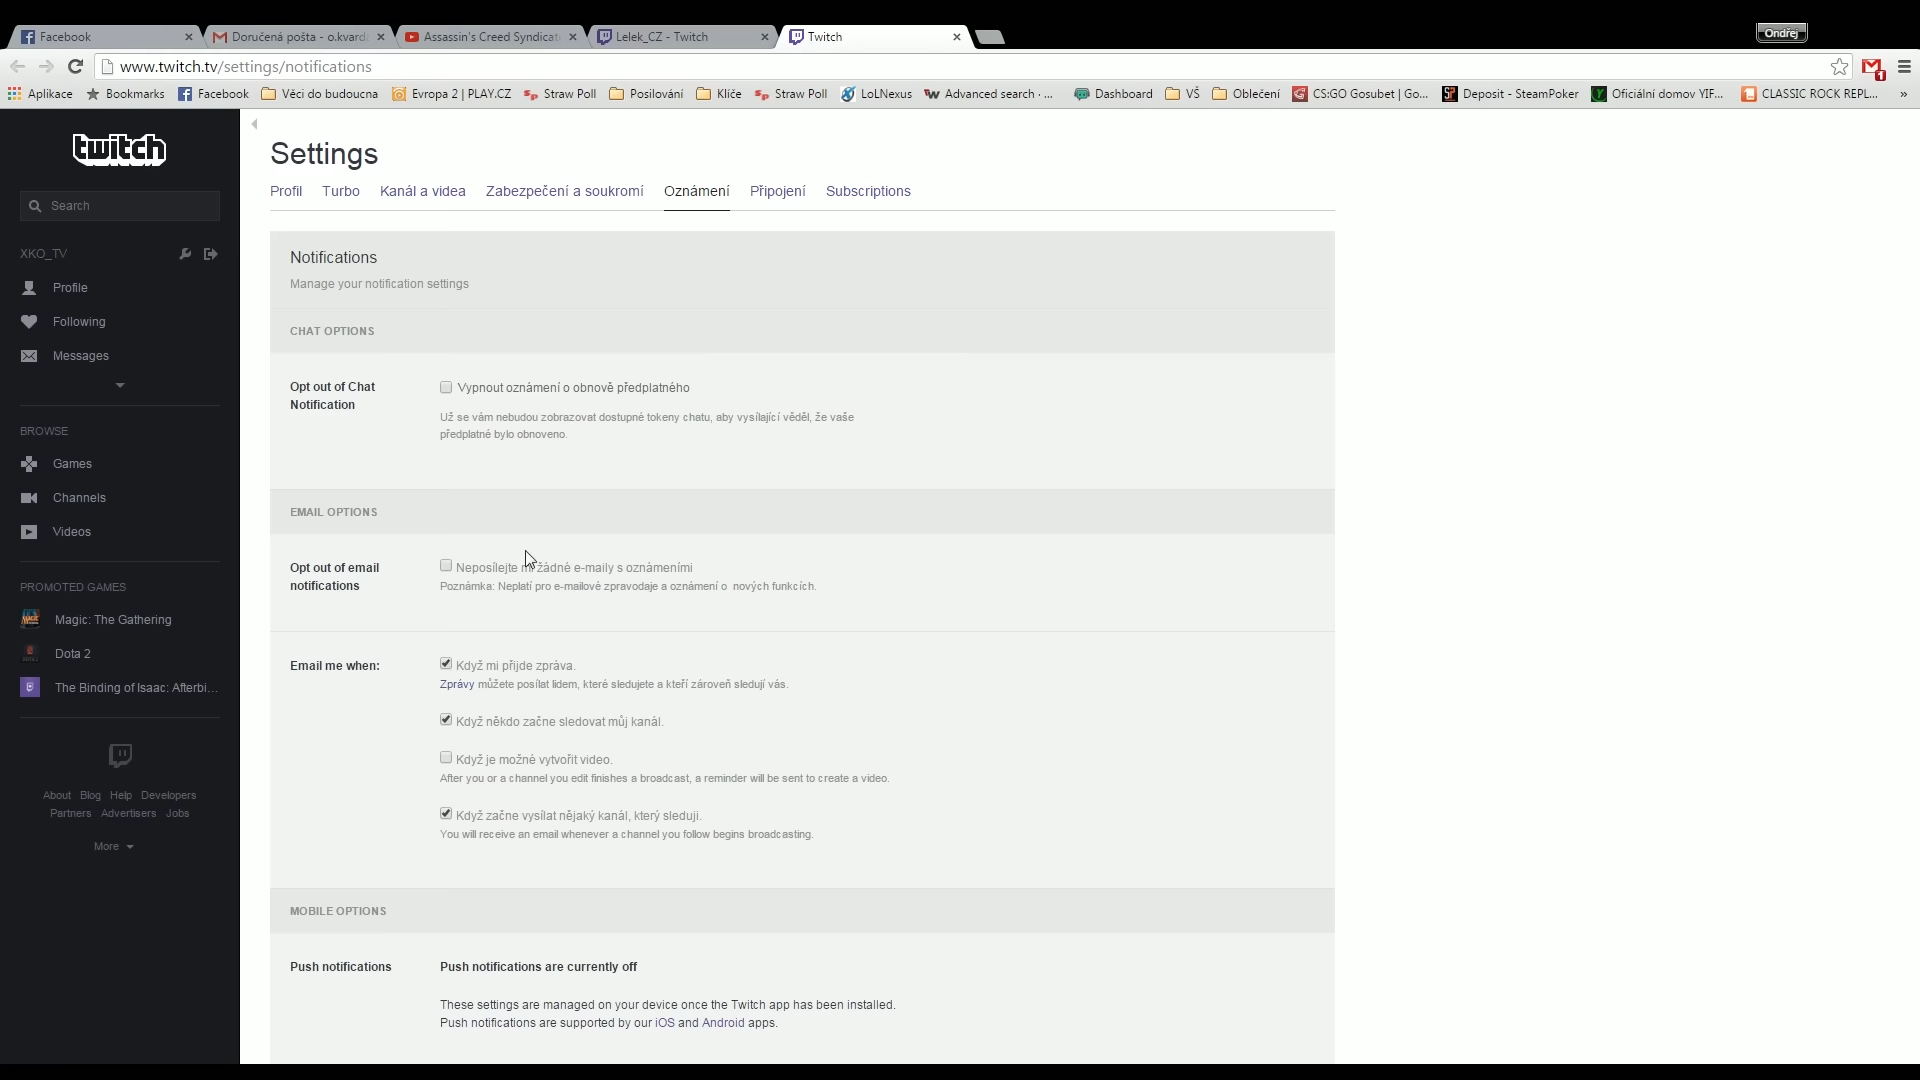 Facebook
Doručená pošta - o.kvard
Assassin's Creed Syndicat
Lelek_CZ - Twitch
Twitch
Ondřej
www.twitch.tv/settings/notifications
1
Aplikace
Bookmarks
Facebook
Věci do budoucna
Evropa 2 | PLAY.CZ
Straw Poll
Posilování
Klíče
Straw Poll
LoLNexus
Advanced search · ...
Dashboard
VŠ
Oblečení
CS:GO Gosubet | Go...
Deposit - SteamPoker
Oficiální domov YIF...
CLASSIC ROCK REPL...
»
twitch
Search
XKO_TV
Profile
Following
Messages
BROWSE
Games
Channels
Videos
PROMOTED GAMES
Magic: The Gathering
Dota 2
The Binding of Isaac: Afterbi...
About Blog Help Developers
Partners Advertisers Jobs
More
Settings
Profil Turbo Kanál a videa Zabezpečení a soukromí Oznámení Připojení Subscriptions
Notifications
Manage your notification settings
CHAT OPTIONS
Opt out of Chat
Notification
Vypnout oznámení o obnově předplatného
Už se vám nebudou zobrazovat dostupné tokeny chatu, aby vysílající věděl, že vaše
předplatné bylo obnoveno.
EMAIL OPTIONS
Opt out of email
notifications
Neposílejte mi žádné e-maily s oznámeními
Poznámka: Neplatí pro e-mailové zpravodaje a oznámení o nových funkcích.
Email me when:
Když mi přijde zpráva.
Zprávy můžete posílat lidem, které sledujete a kteří zároveň sledují vás.
Když někdo začne sledovat můj kanál.
Když je možné vytvořit video.
After you or a channel you edit finishes a broadcast, a reminder will be sent to create a video.
Když začne vysílat nějaký kanál, který sleduji.
You will receive an email whenever a channel you follow begins broadcasting.
MOBILE OPTIONS
Push notifications
Push notifications are currently off
These settings are managed on your device once the Twitch app has been installed.
Push notifications are supported by our iOS and Android apps.